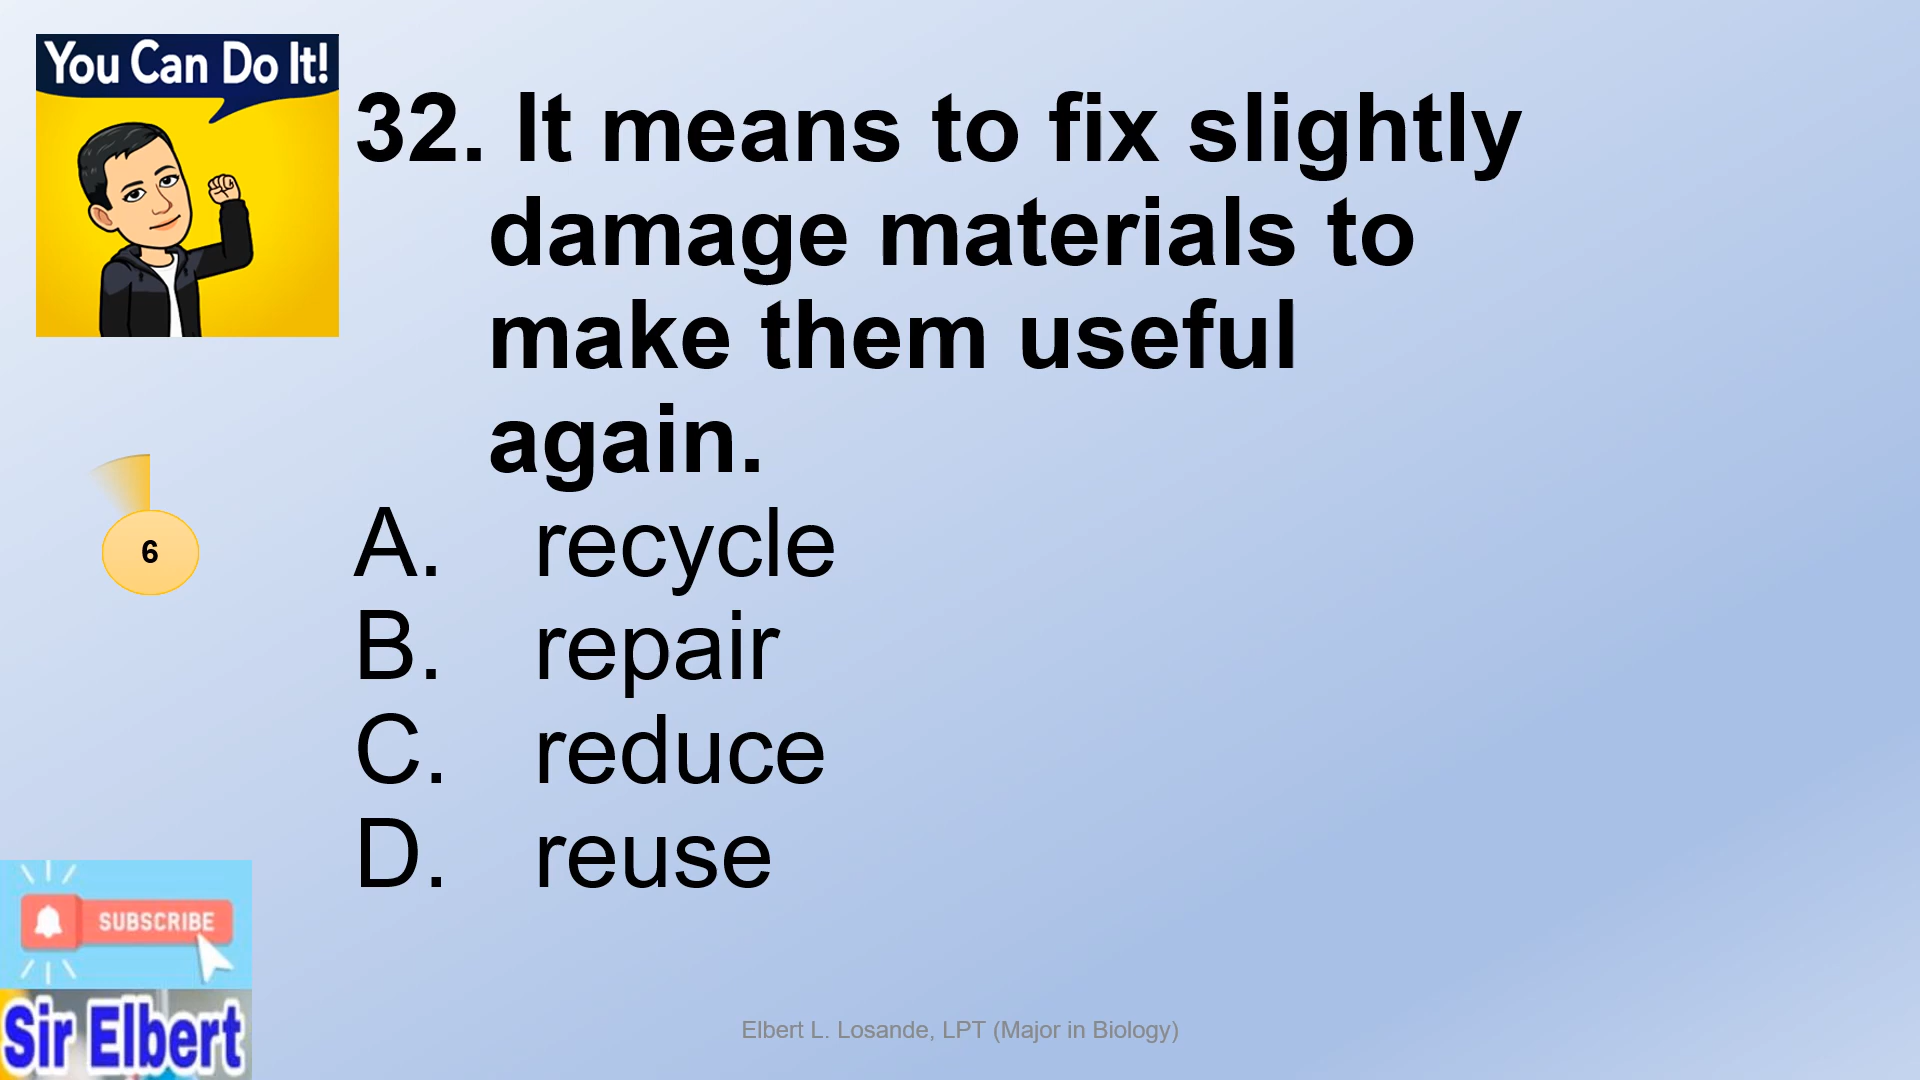 You Can Do It!
32. It means to fix slightly
damage materials to
make them useful
again.
A. recycle
B. repair
C. reduce
D. reuse
6
SUBSCRIBE
Sir Elbert
Elbert L. Losande, LPT (Major in Biology)